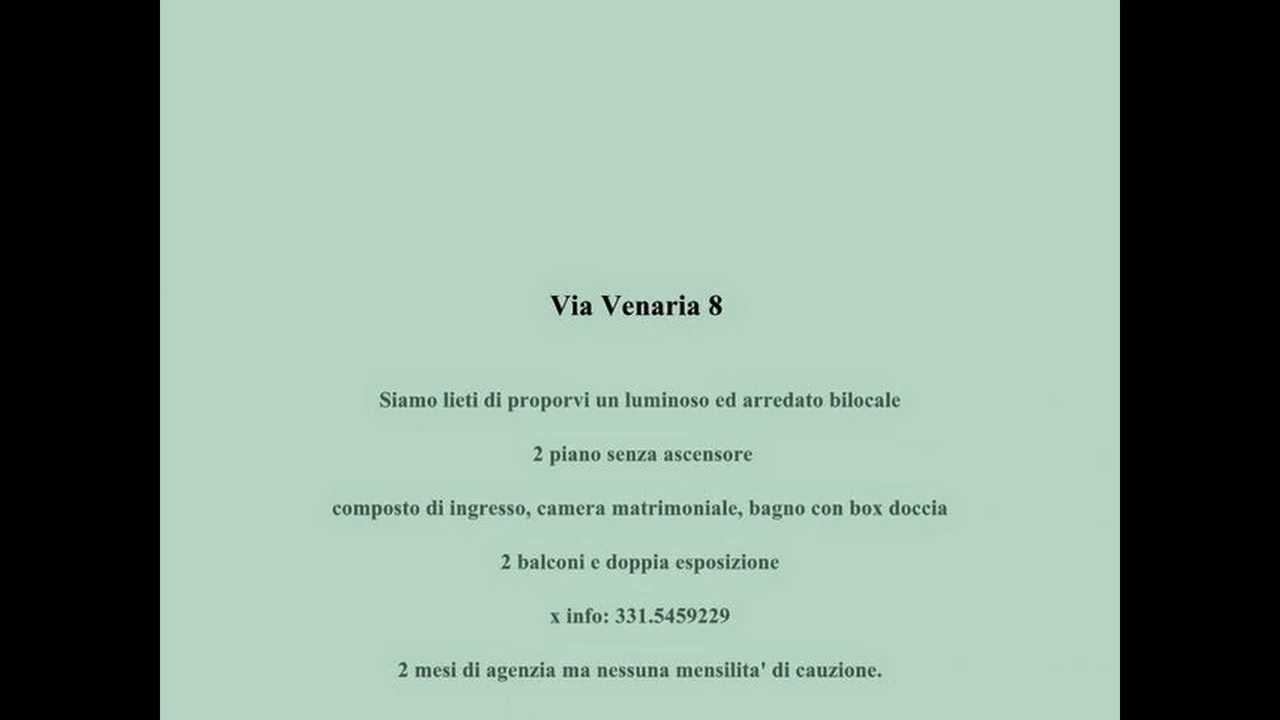 Via Venaria 8
Siamo lieti di proporvi un luminoso ed arredato bilocale
2 piano senza ascensore
composto di ingresso, camera matrimoniale, bagno con box doccia
2 balconi e doppia esposizione
x info: 331.5459229
2 mesi di agenzia ma nessuna mensilita' di cauzione.